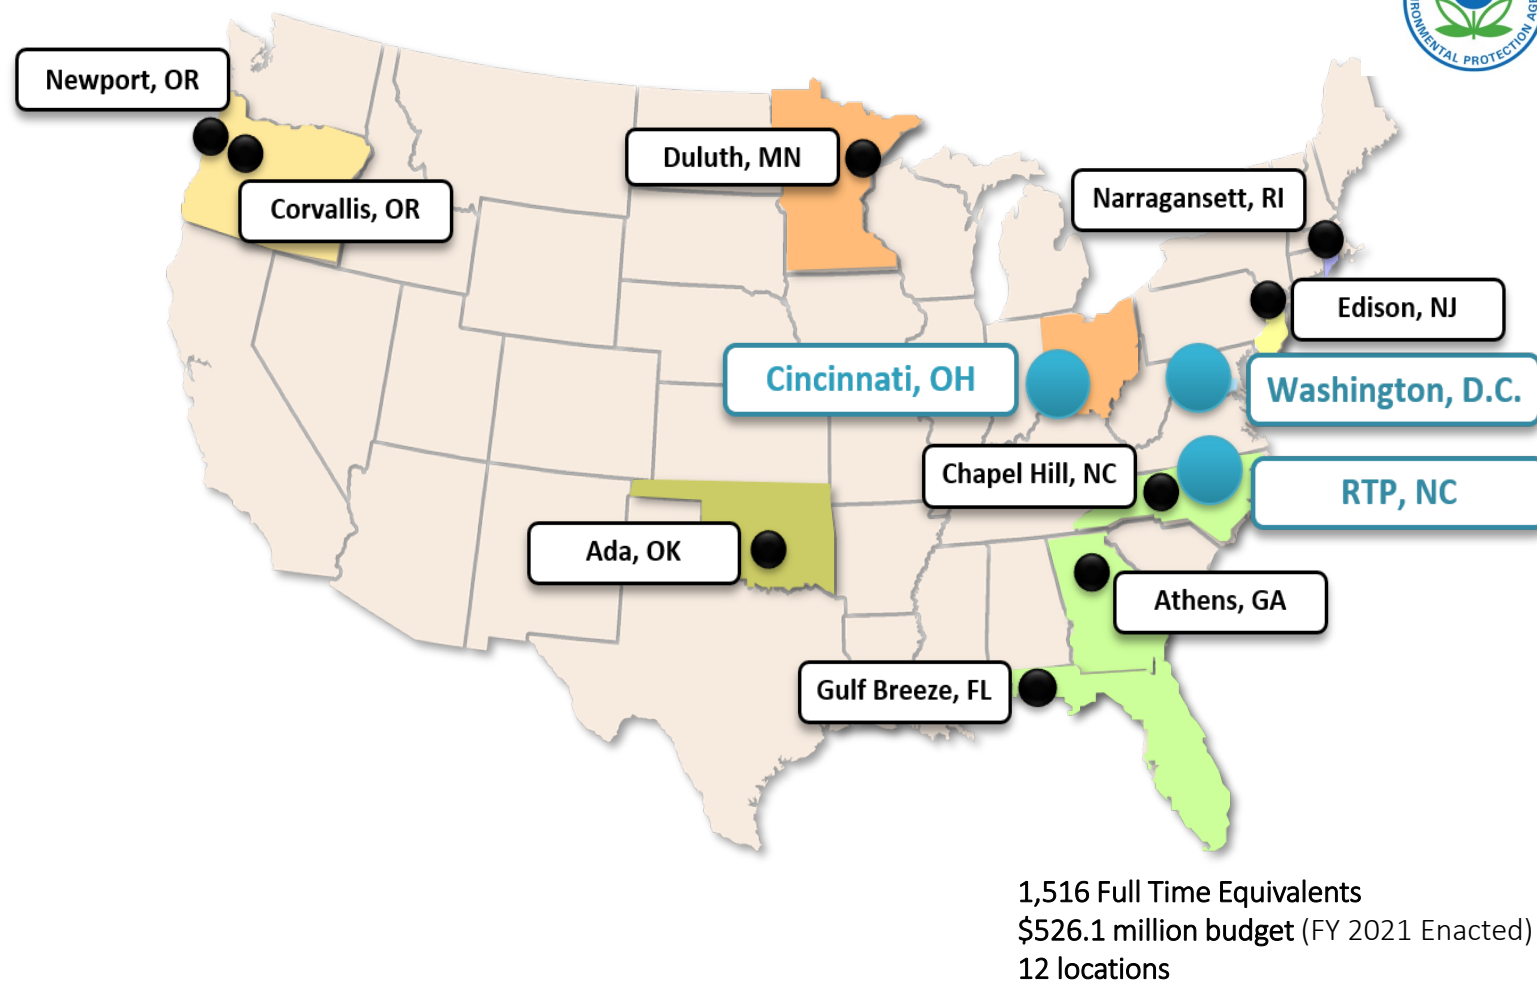 Newport, OR
Corvallis, OR
Duluth, MN
Narragansett, RI
Edison, NJ
Cincinnati, OH
Washington, D.C.
Chapel Hill, NC
RTP, NC
Ada, OK
Athens, GA
Gulf Breeze, FL
1,516 Full Time Equivalents
$526.1 million budget (FY 2021 Enacted)
12 locations